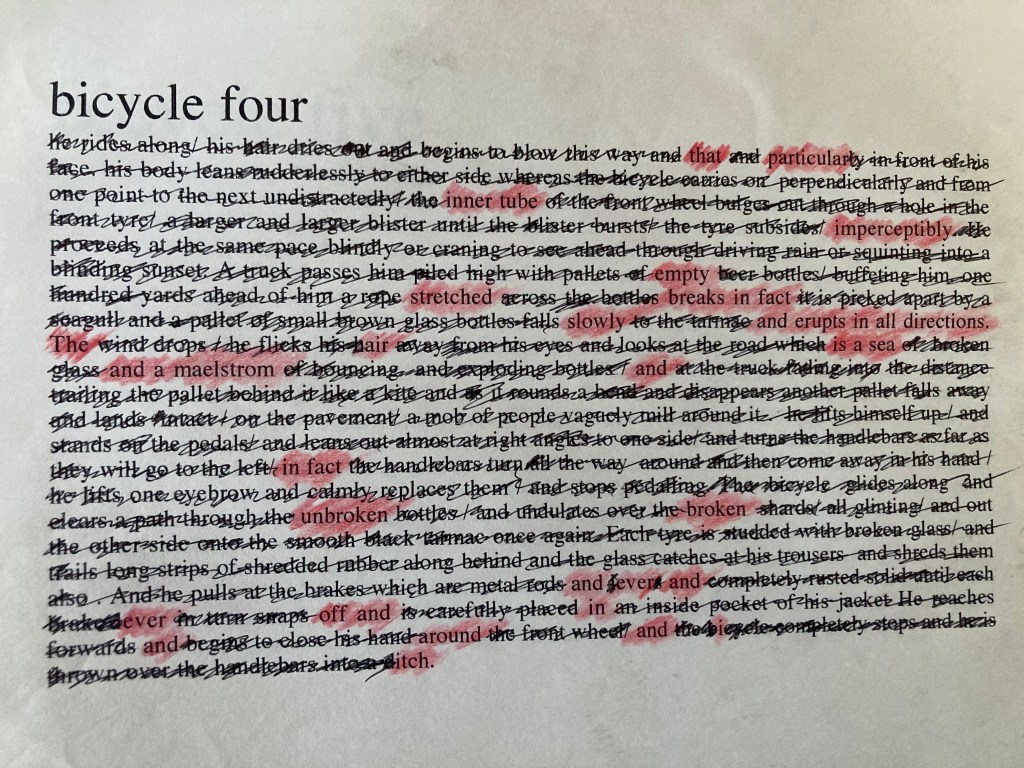 bicycle four
He rides along/ his hair dries out and begins to blow this way and that and particularly in front of his
face. his body leans rudderlessly to either side whereas the bicycle carries on perpendicularly and from
one point to the next undistractedly/ the inner tube of the front wheel bulges out through a hole in the
front tyre/ a larger and larger blister until the blister bursts/ the tyre subsides/ imperceptibly. He
proceeds at the same pace blindly or craning to see ahead through driving rain or squinting into a
blinding sunset. A truck passes him piled high with pallets of empty beer bottles/ buffeting him. one
hundred yards ahead of him a rope stretched across the bottles breaks in fact it is picked apart by a
seagull and a pallet of small brown glass bottles falls slowly to the tarmac and erupts in all directions.
The wind drops / he flicks his hair away from his eyes and looks at the road which is a sea of broken
glass and a maelstrom of bouncing and exploding bottles / and at the truck fading into the distance
trailing the pallet behind it like a kite and as it rounds a bend and disappears another pallet falls away
and lands intact / on the pavement/ a mob of people vaguely mill around it. he lifts himself up / and
stands on the pedals/ and leans out almost at right angles to one side/ and turns the handlebars as far as
they will go to the left/ in fact the handlebars turn all the way around and then come away in his hand /
he lifts one eyebrow and calmly replaces them / and stops pedalling. The bicycle glides along and
clears a path through the unbroken bottles / and undulates over the broken shards/ all glinting/ and out
the other side onto the smooth black tarmac once again. Each tyre is studded with broken glass/ and
trails long strips of shredded rubber along behind and the glass catches at his trousers and shreds them
also . And he pulls at the brakes which are metal rods and levers and completely rusted solid until each
brake lever in turn snaps off and is carefully placed in an inside pocket of his jacket He reaches
forwards and begins to close his hand around the front wheel/ and the bicycle completely stops and he is
thrown over the handlebars into a ditch.